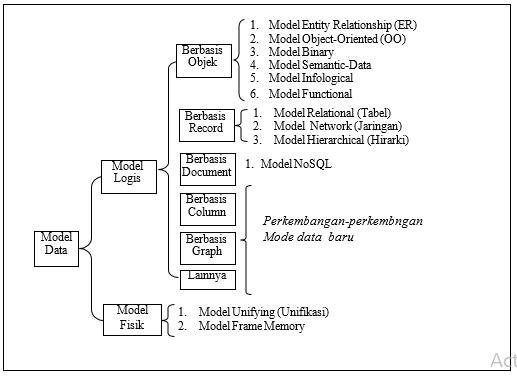 Berbasis
Objek
1. Model Entity Relationship (ER)
2. Model Object-Oriented (OO)
3. Model Binary
4. Model Semantic-Data
5. Model Infological
6. Model Functional
Berbasis
Record
1. Model Relational (Tabel)
2. Model Network (Jaringan)
3. Model Hierarchical (Hirarki)
Model
Logis
Berbasis
Document
1. Model NoSQL
Berbasis
Column
Perkembangan-perkembngan
Mode data baru
Model
Data
Berbasis
Graph
Lainnya
Model
Fisik
1. Model Unifying (Unifikasi)
2. Model Frame Memory
Act